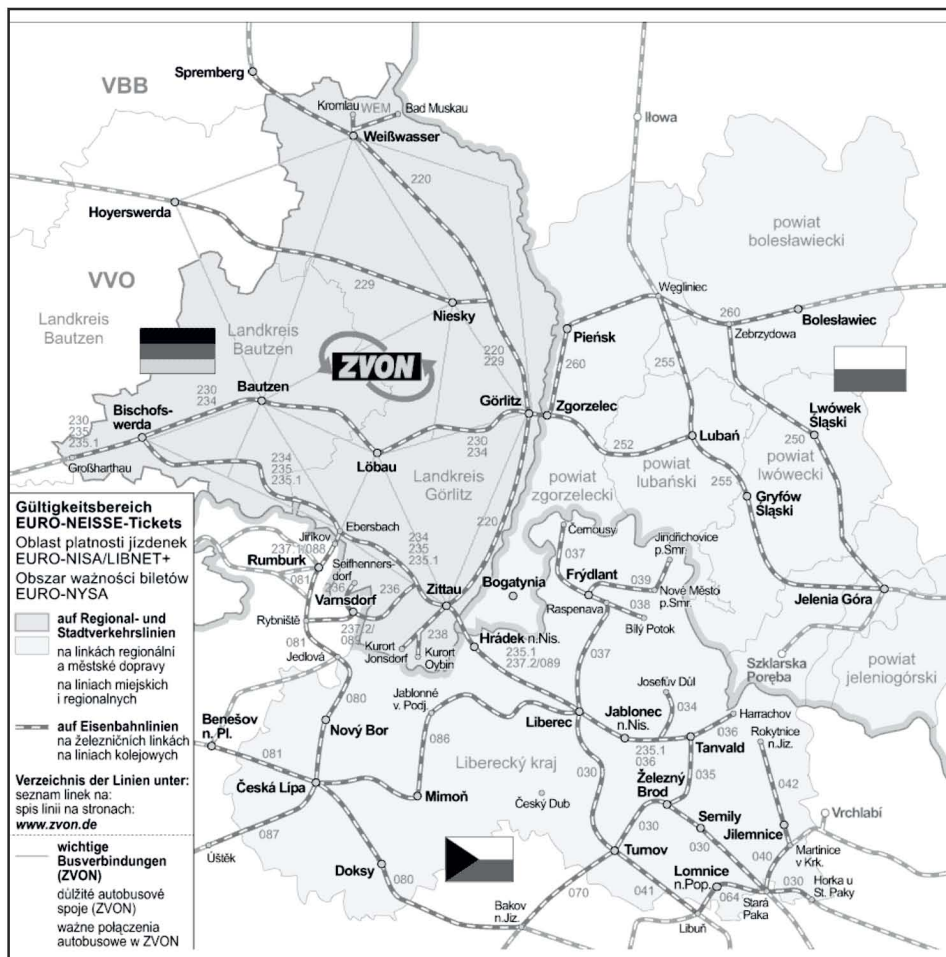 Spremberg
VBB
Kromlau
WEM
Bad Muskau
Weißwasser
Iłowa
220
Hoyerswerda
powiat
bolesławiecki
VVO
229
Niesky
Węgliniec
260
Bolesławiec
Zebrzydowa
Landkreis
Bautzen
Landkreis
Bautzen
ZVON
Pieńsk
220
229
260
255
230
234
Bautzen
Görlitz
Zgorzelec
Lwówek
Śląski
Bischofs-
werda
230
235
235.1
Großharthau
Löbau
230
234
252
Lubań
250
powiat
lwówecki
234
235
235.1
Landkreis
Görlitz
powiat
zgorzelecki
powiat
lubański
255
Gryfów
Śląski
220
Gültigkeitsbereich
EURO-NEISSE-Tickets
Oblast platnosti jízdenek
EURO-NISA/LIBNET+
Obszar ważności biletów
EURO-NYSA
auf Regional- und
Stadtverkehrslinien
na linkách regionální
a městské dopravy
na liniach miejskich
i regionalnych
auf Eisenbahnlinien
na železničních linkách
na liniach kolejowych
Verzeichnis der Linien unter:
seznam linek na:
spis linii na stronach:
www.zvon.de
wichtige
Busverbindungen
(ZVON)
důlžité autobusové
spoje (ZVON)
ważne połączenia
autobusowe w ZVON
Ebersbach
Jiříkov
237.1/088
234
235
235.1
Černousy
Jindřichovice
p.Smr.
037
Rumburk
081
Seifhenners-
dorf
236
236
Zittau
Bogatynia
Frýdlant
039
Nové Město
p.Smr.
Jelenia Góra
Varnsdorf
Raspenava
038
Bílý Potok
Rybniště
237.2/
089
238
Kurort
Jonsdorf
Kurort
Oybin
Hrádek n.Nis.
235.1
237.2/089
037
Szklarska
Poręba
powiat
jeleniogórski
081
Jedlová
080
Jablonné
v. Podj.
Josefův Důl
034
Benešov
n. Pl.
Nový Bor
Liberec
Jablonec
n.Nis.
Harrachov
036
Rokytnice
n.Jiz.
Tanvald
235.1
036
081
086
Liberecký kraj
030
Železný
Brod
035
042
Česká Lípa
Mimoň
Český Dub
Semily
Jilemnice
Vrchlabí
030
030
087
Úštěk
Doksy
Turnov
Martinice
v Krk.
040
Lomnice
n.Pop.
030
Horka u
St. Paky
080
070
041
064
Stará
Paka
Bakov
n.Jiz.
Libuň